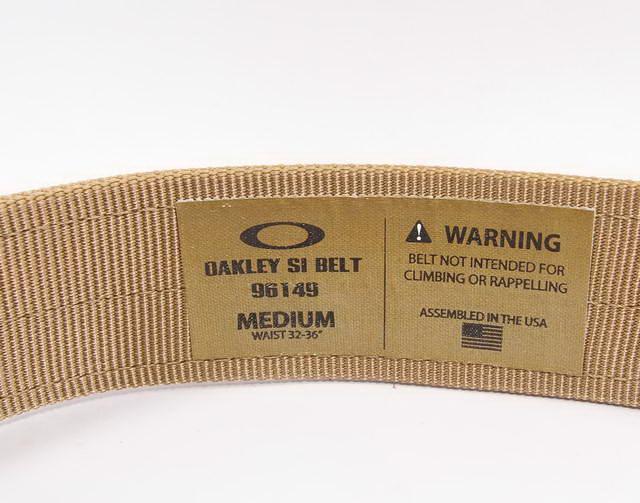 OAKLEY SI BELT
96149
MEDIUM
WAIST 32-36"
WARNING
BELT NOT INTENDED FOR
CLIMBING OR RAPPELLING
ASSEMBLED IN THE USA